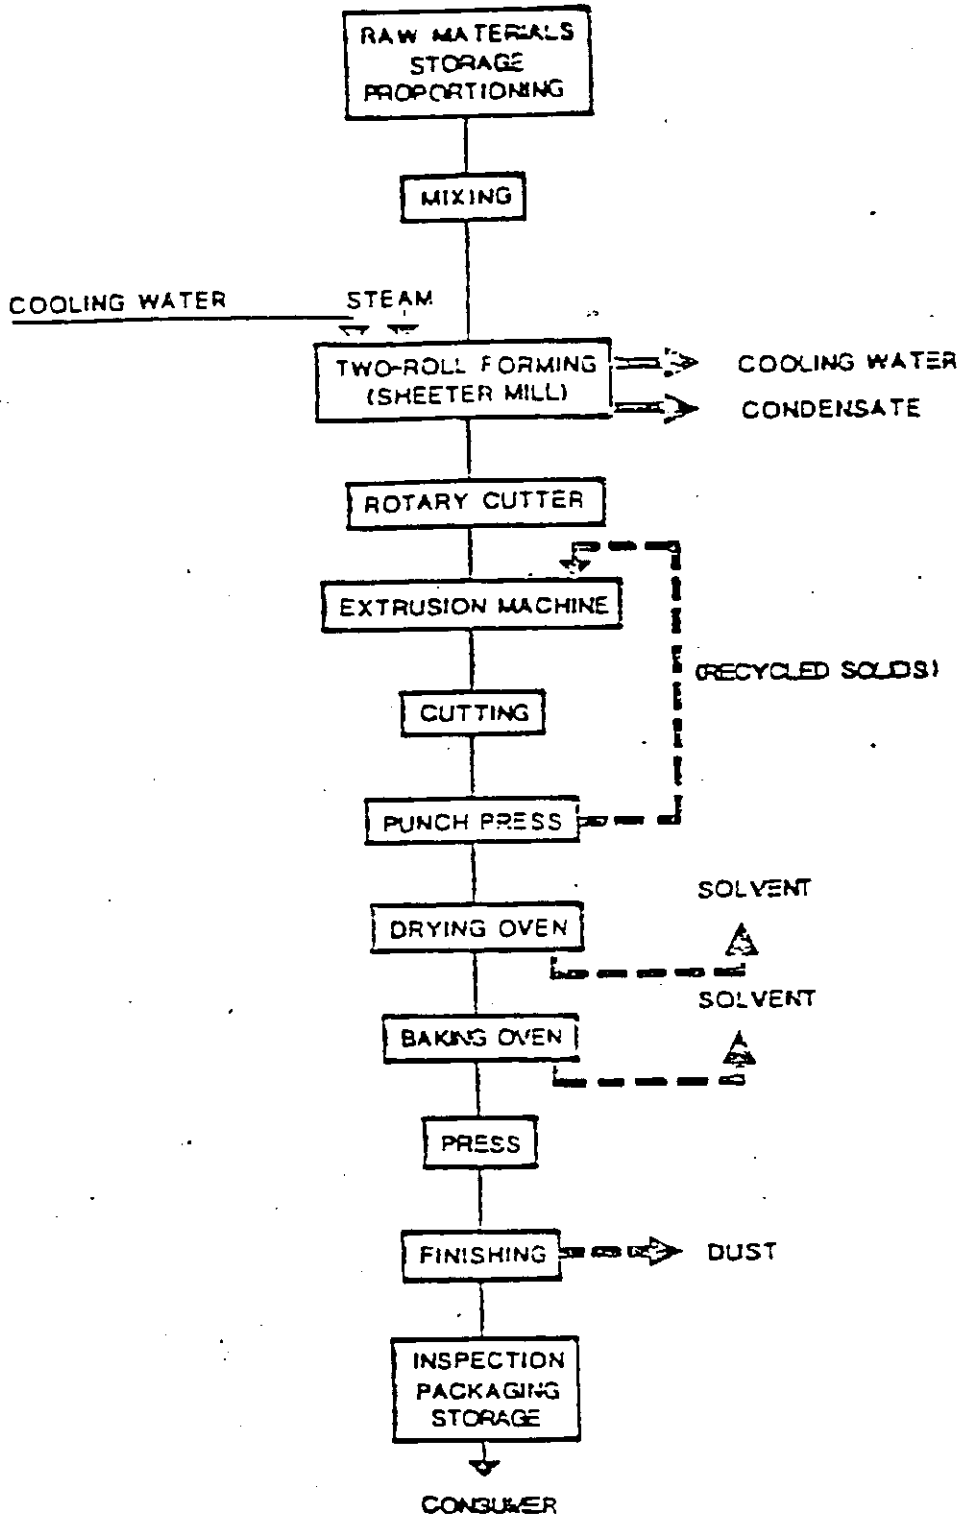 RAW MATERIALS
STORAGE
PROPORTIONING
MIXING
COOLING WATER
STEAM
TWO-ROLL FORMING
(SHEETER MILL)
COOLING WATER
CONDENSATE
ROTARY CUTTER
EXTRUSION MACHINE
(RECYCLED SOLIDS)
CUTTING
PUNCH PRESS
SOLVENT
DRYING OVEN
SOLVENT
BAKING OVEN
PRESS
FINISHING
DUST
INSPECTION
PACKAGING
STORAGE
CONSUMER